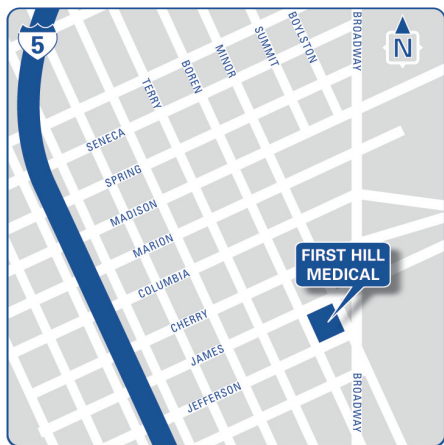 5
TERRY
BOREN
MINOR
SUMMIT
BOYLSTON
BROADWAY
N
SENECA
SPRING
MADISON
MARION
COLUMBIA
CHERRY
JAMES
JEFFERSON
FIRST HILL
MEDICAL
BROADWAY